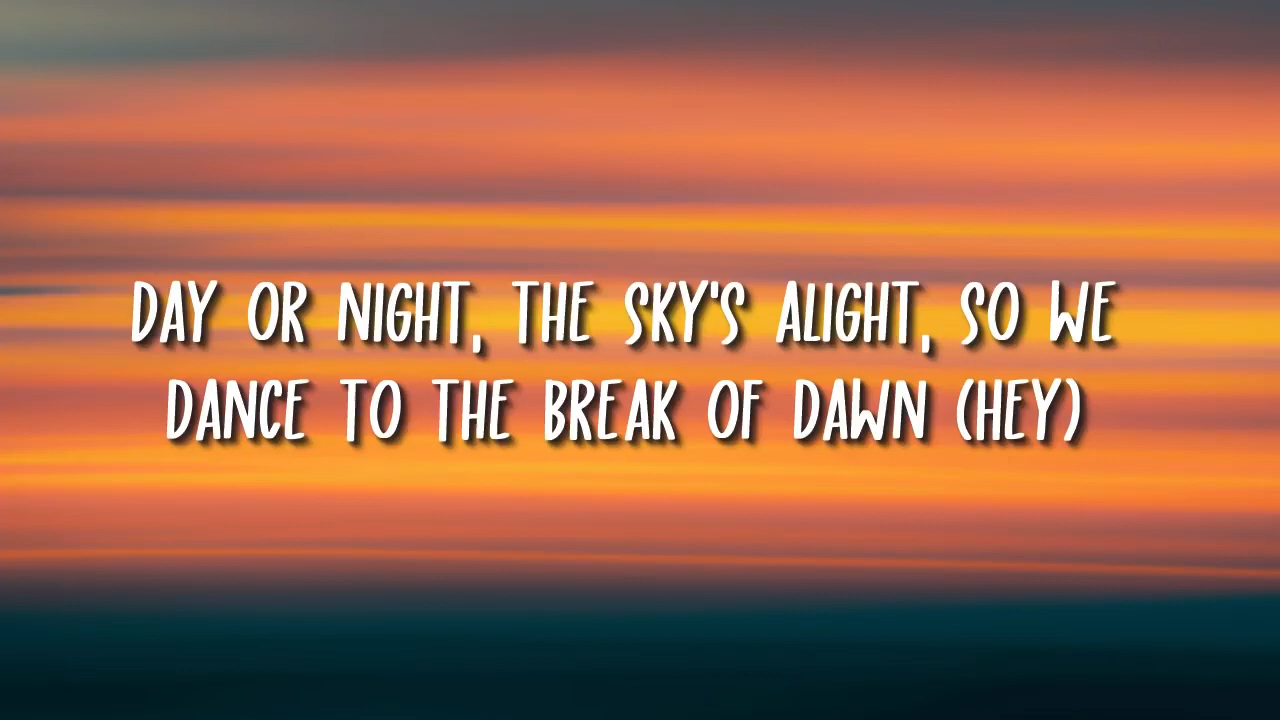 DAY OR NIGHT, THE SKY'S ALIGHT, SO WE
DANCE TO THE BREAK OF DAWN (HEY)